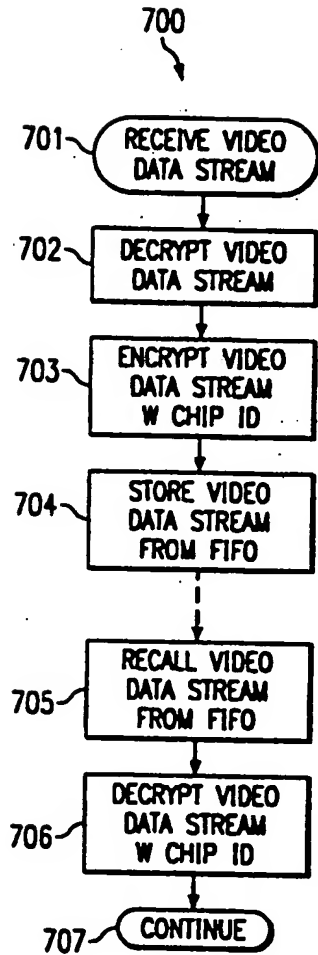 700
701
RECEIVE VIDEO
DATA STREAM
702
DECRYPT VIDEO
DATA STREAM
703
ENCRYPT VIDEO
DATA STREAM
W CHIP ID
704
STORE VIDEO
DATA STREAM
FROM FIFO
705
RECALL VIDEO
DATA STREAM
FROM FIFO
706
DECRYPT VIDEO
DATA STREAM
W CHIP ID
707
CONTINUE